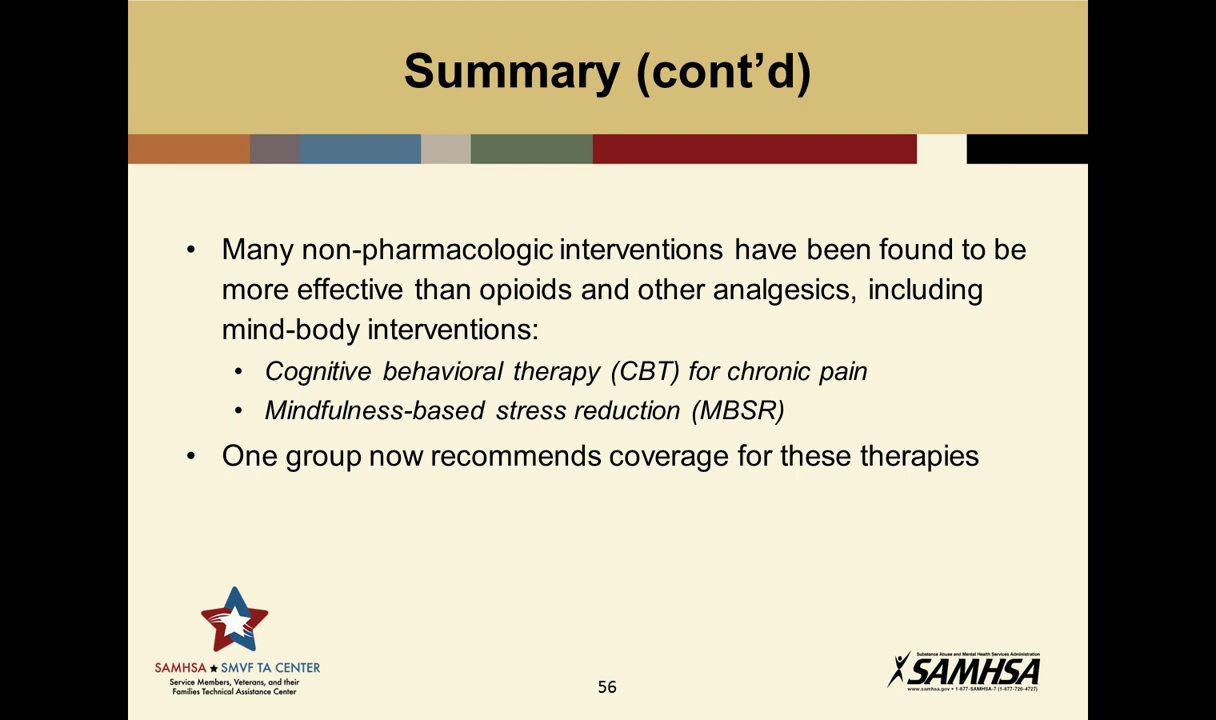 Summary (cont’d)
• Many non-pharmacologic interventions have been found to be
more effective than opioids and other analgesics, including
mind-body interventions:
• Cognitive behavioral therapy (CBT) for chronic pain
• Mindfulness-based stress reduction (MBSR)
• One group now recommends coverage for these therapies
SAMHSA ★ SMVF TA CENTER
Service Members, Veterans, and their
Families Technical Assistance Center
56
Substance Abuse and Mental Health Services Administration
SAMHSA
www.samhsa.gov • 1-877-SAMHSA-7 (1-877-726-4727)